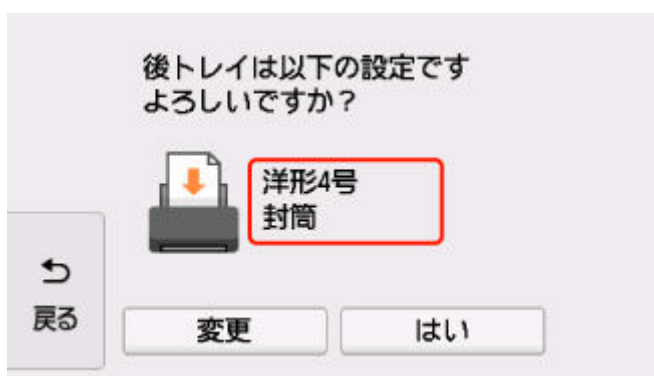 後トレイは以下の設定です
よろしいですか？
洋形4号
封筒
戻る
変更
はい